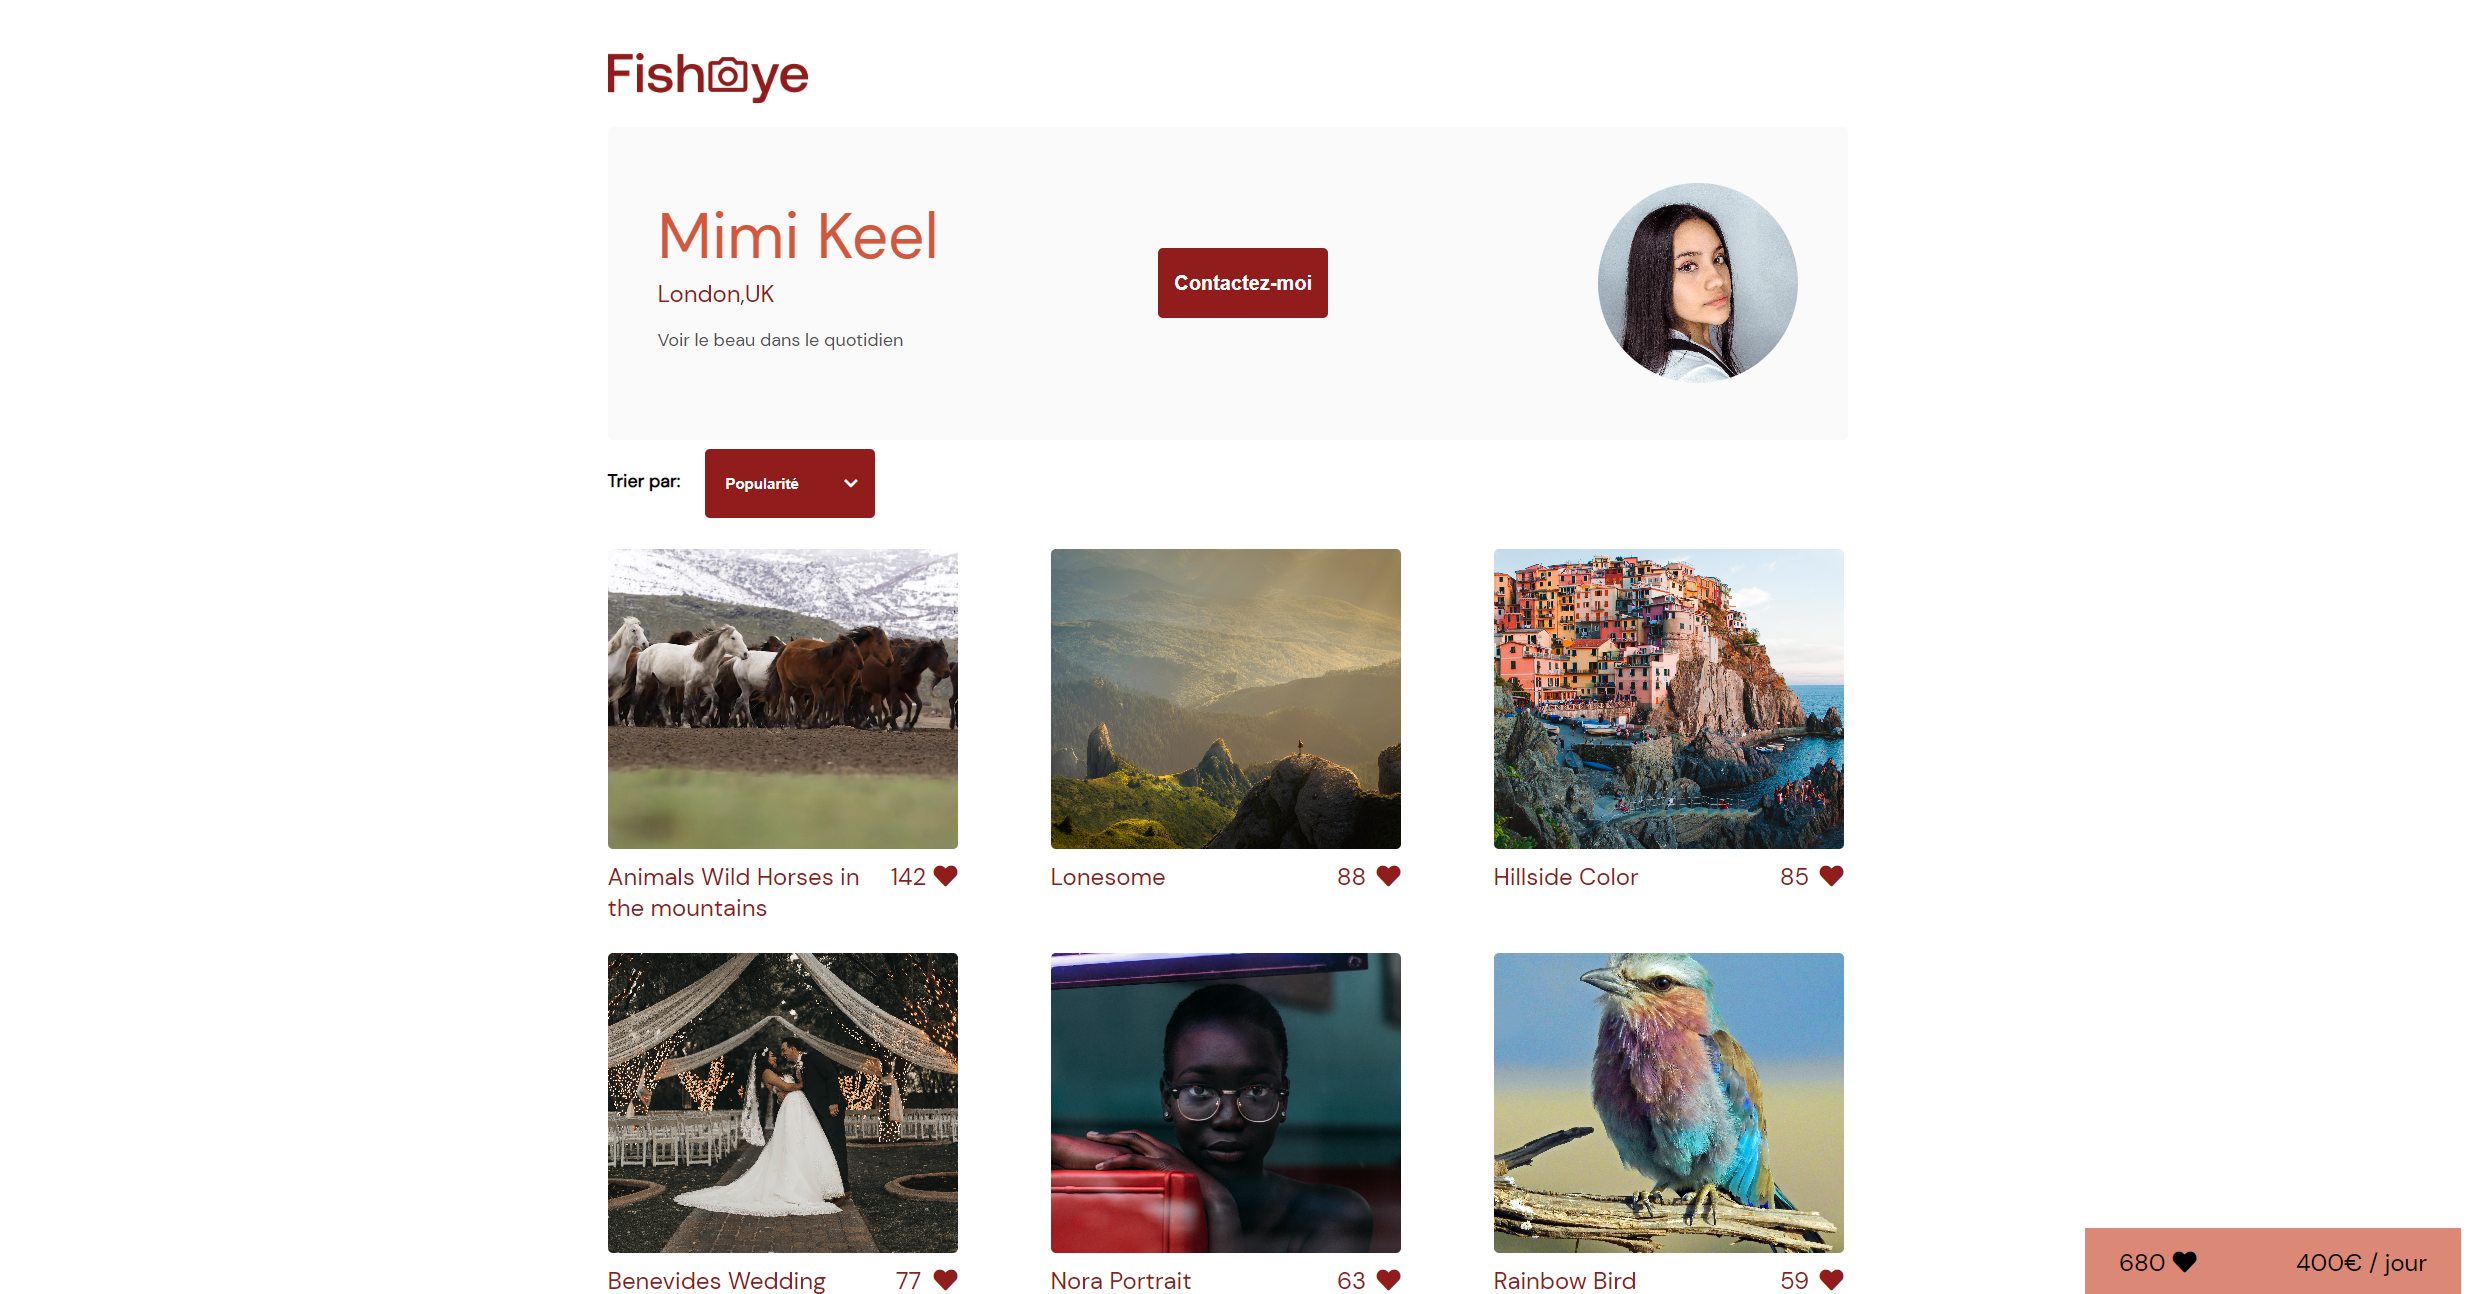 Fisheye
Mimi Keel
London,UK
Voir le beau dans le quotidien
Contactez-moi
Trier par:
Popularité
Animals Wild Horses in
the mountains
142
Lonesome
88
Hillside Color
85
Benevides Wedding
77
Nora Portrait
63
Rainbow Bird
59
680
400€ / jour